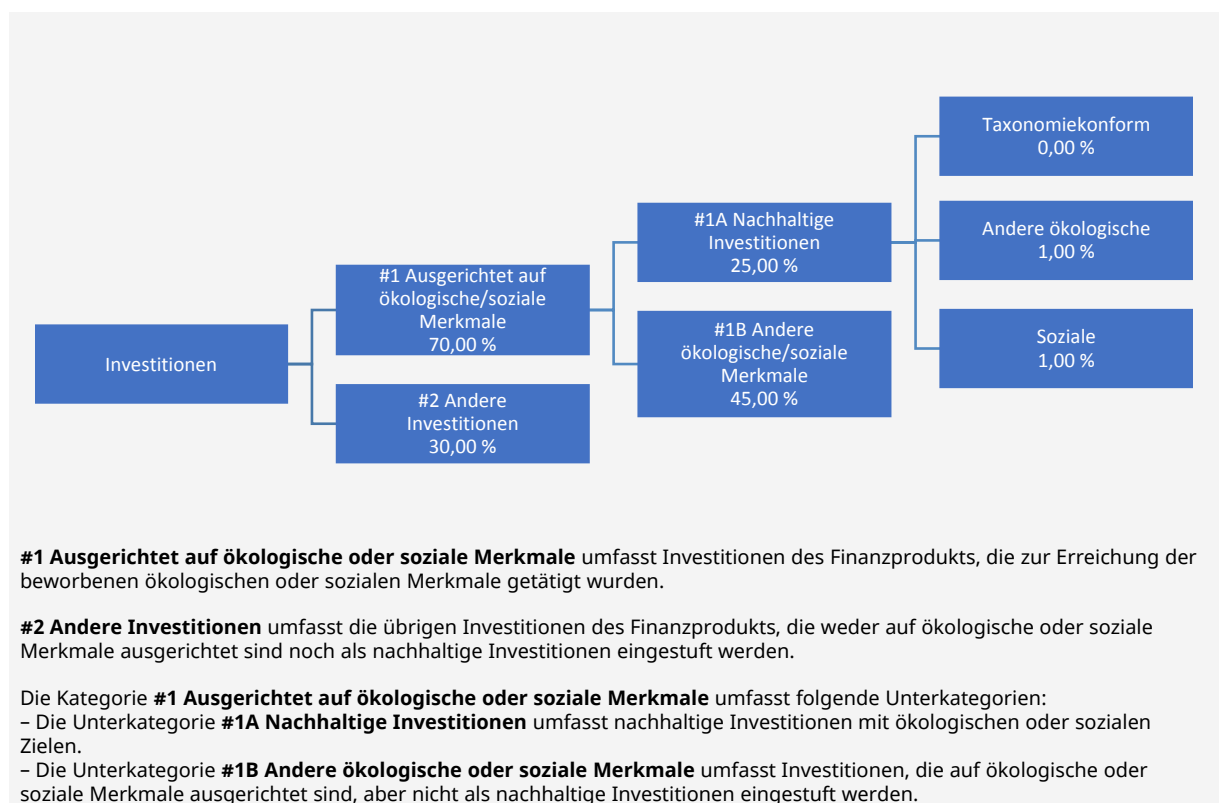 Investitionen
#1 Ausgerichtet auf
ökologische/soziale
Merkmale
70,00 %
#2 Andere
Investitionen
30,00 %
#1A Nachhaltige
Investitionen
25,00 %
#1B Andere
ökologische/soziale
Merkmale
45,00 %
Taxonomiekonform
0,00 %
Andere ökologische
1,00 %
Soziale
1,00 %
#1 Ausgerichtet auf ökologische oder soziale Merkmale umfasst Investitionen des Finanzprodukts, die zur Erreichung der
beworbenen ökologischen oder sozialen Merkmale getätigt wurden.
#2 Andere Investitionen umfasst die übrigen Investitionen des Finanzprodukts, die weder auf ökologische oder soziale
Merkmale ausgerichtet sind noch als nachhaltige Investitionen eingestuft werden.
Die Kategorie #1 Ausgerichtet auf ökologische oder soziale Merkmale umfasst folgende Unterkategorien:
– Die Unterkategorie #1A Nachhaltige Investitionen umfasst nachhaltige Investitionen mit ökologischen oder sozialen
Zielen.
– Die Unterkategorie #1B Andere ökologische oder soziale Merkmale umfasst Investitionen, die auf ökologische oder
soziale Merkmale ausgerichtet sind, aber nicht als nachhaltige Investitionen eingestuft werden.